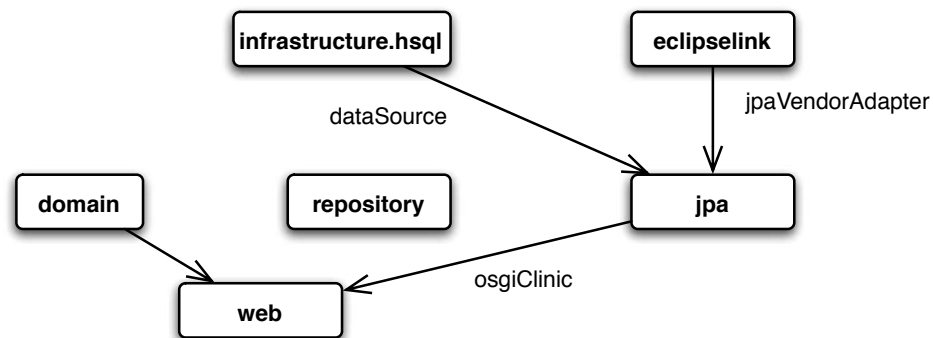 infrastructure.hsql
eclipselink
dataSource
jpaVendorAdapter
domain
repository
jpa
osgiClinic
web